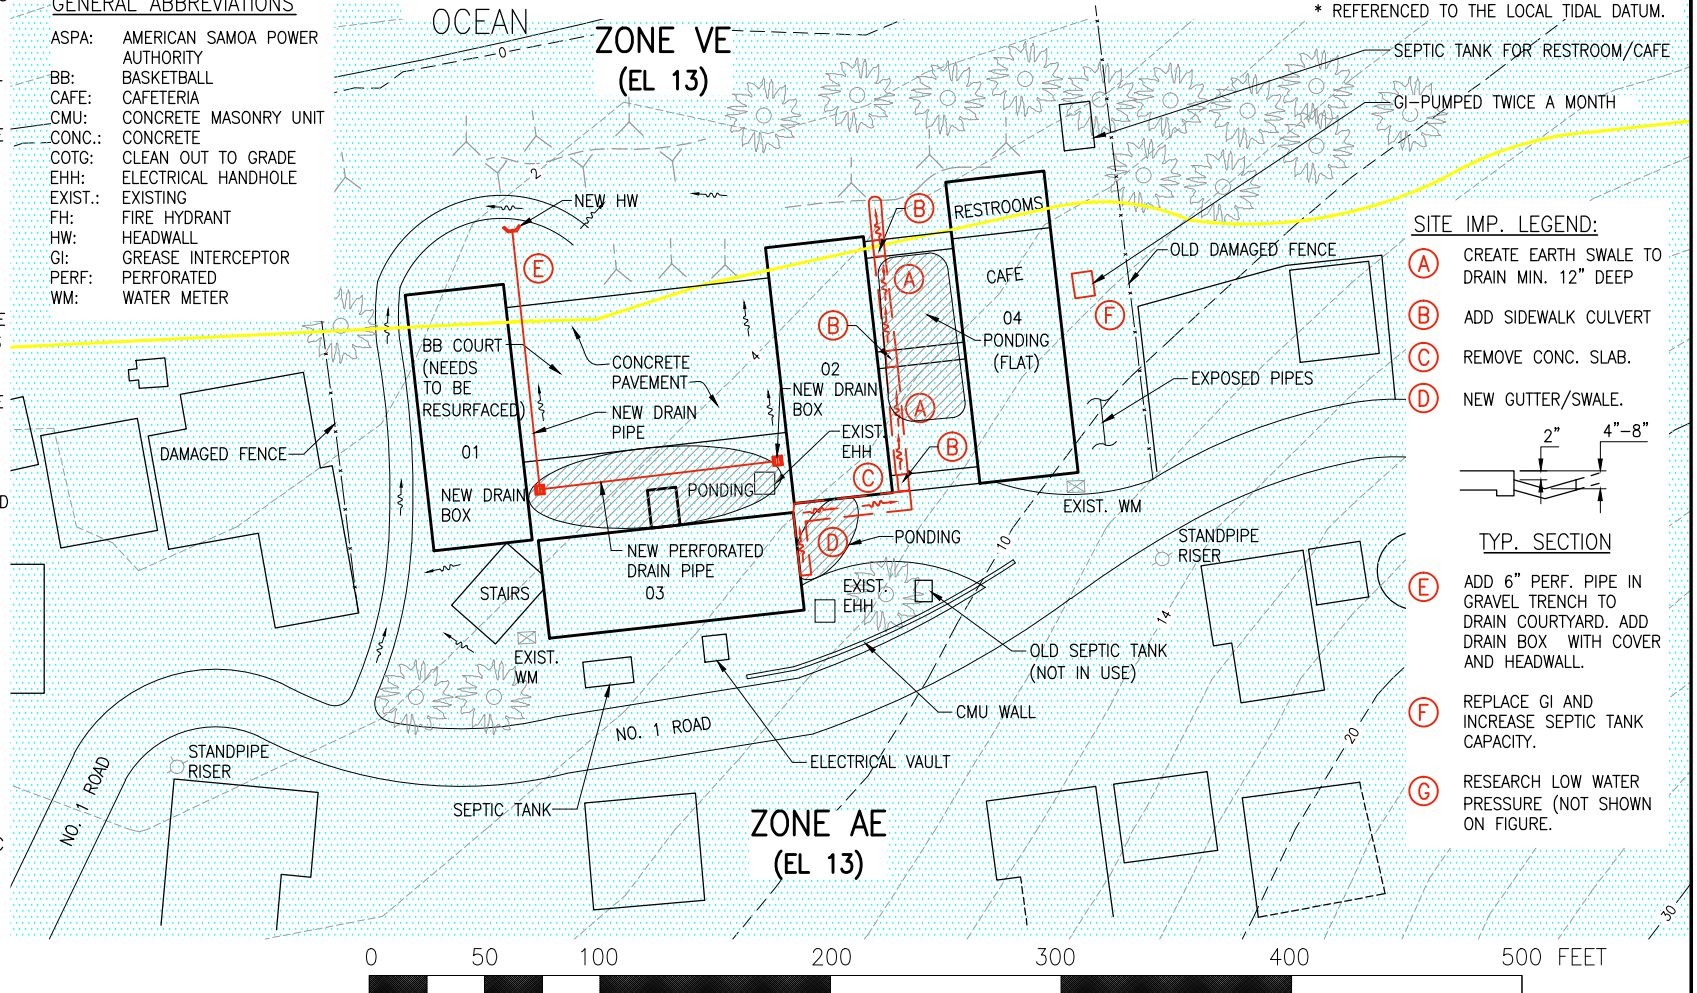 GENERAL ABBREVIATIONS
ASPA: AMERICAN SAMOA POWER
AUTHORITY
BB: BASKETBALL
CAFE: CAFETERIA
CMU: CONCRETE MASONRY UNIT
CONC.: CONCRETE
COTG: CLEAN OUT TO GRADE
EHH: ELECTRICAL HANDHOLE
EXIST.: EXISTING
FH: FIRE HYDRANT
HW: HEADWALL
GI: GREASE INTERCEPTOR
PERF: PERFORATED
WM: WATER METER
OCEAN
0
ZONE VE
(EL 13)
* REFERENCED TO THE LOCAL TIDAL DATUM.
SEPTIC TANK FOR RESTROOM/CAFE
GI-PUMPED TWICE A MONTH
2
NEW HW
B
RESTROOMS
OLD DAMAGED FENCE
E
A
CAFE
F
04
PONDING
(FLAT)
B
BB COURT
(NEEDS
TO BE
RESURFACED)
CONCRETE
PAVEMENT
4
02
NEW DRAIN
BOX
EXPOSED PIPES
NEW DRAIN
PIPE
A
EXIST.
EHH
B
DAMAGED FENCE
01
C
NEW DRAIN
BOX
PONDING
EXIST. WM
PONDING
D
10
STANDPIPE
RISER
NEW PERFORATED
DRAIN PIPE
03
STAIRS
EXIST.
EHH
14
EXIST.
WM
OLD SEPTIC TANK
(NOT IN USE)
CMU WALL
NO. 1 ROAD
20
STANDPIPE
RISER
ELECTRICAL VAULT
NO. 1 ROAD
SEPTIC TANK
ZONE AE
(EL 13)
30
SITE IMP. LEGEND:
A CREATE EARTH SWALE TO
DRAIN MIN. 12" DEEP
B ADD SIDEWALK CULVERT
C REMOVE CONC. SLAB.
D NEW GUTTER/SWALE.
2" 4"-8"
TYP. SECTION
E ADD 6" PERF. PIPE IN
GRAVEL TRENCH TO
DRAIN COURTYARD. ADD
DRAIN BOX WITH COVER
AND HEADWALL.
F REPLACE GI AND
INCREASE SEPTIC TANK
CAPACITY.
G RESEARCH LOW WATER
PRESSURE (NOT SHOWN
ON FIGURE.
0 50 100 200 300 400 500 FEET